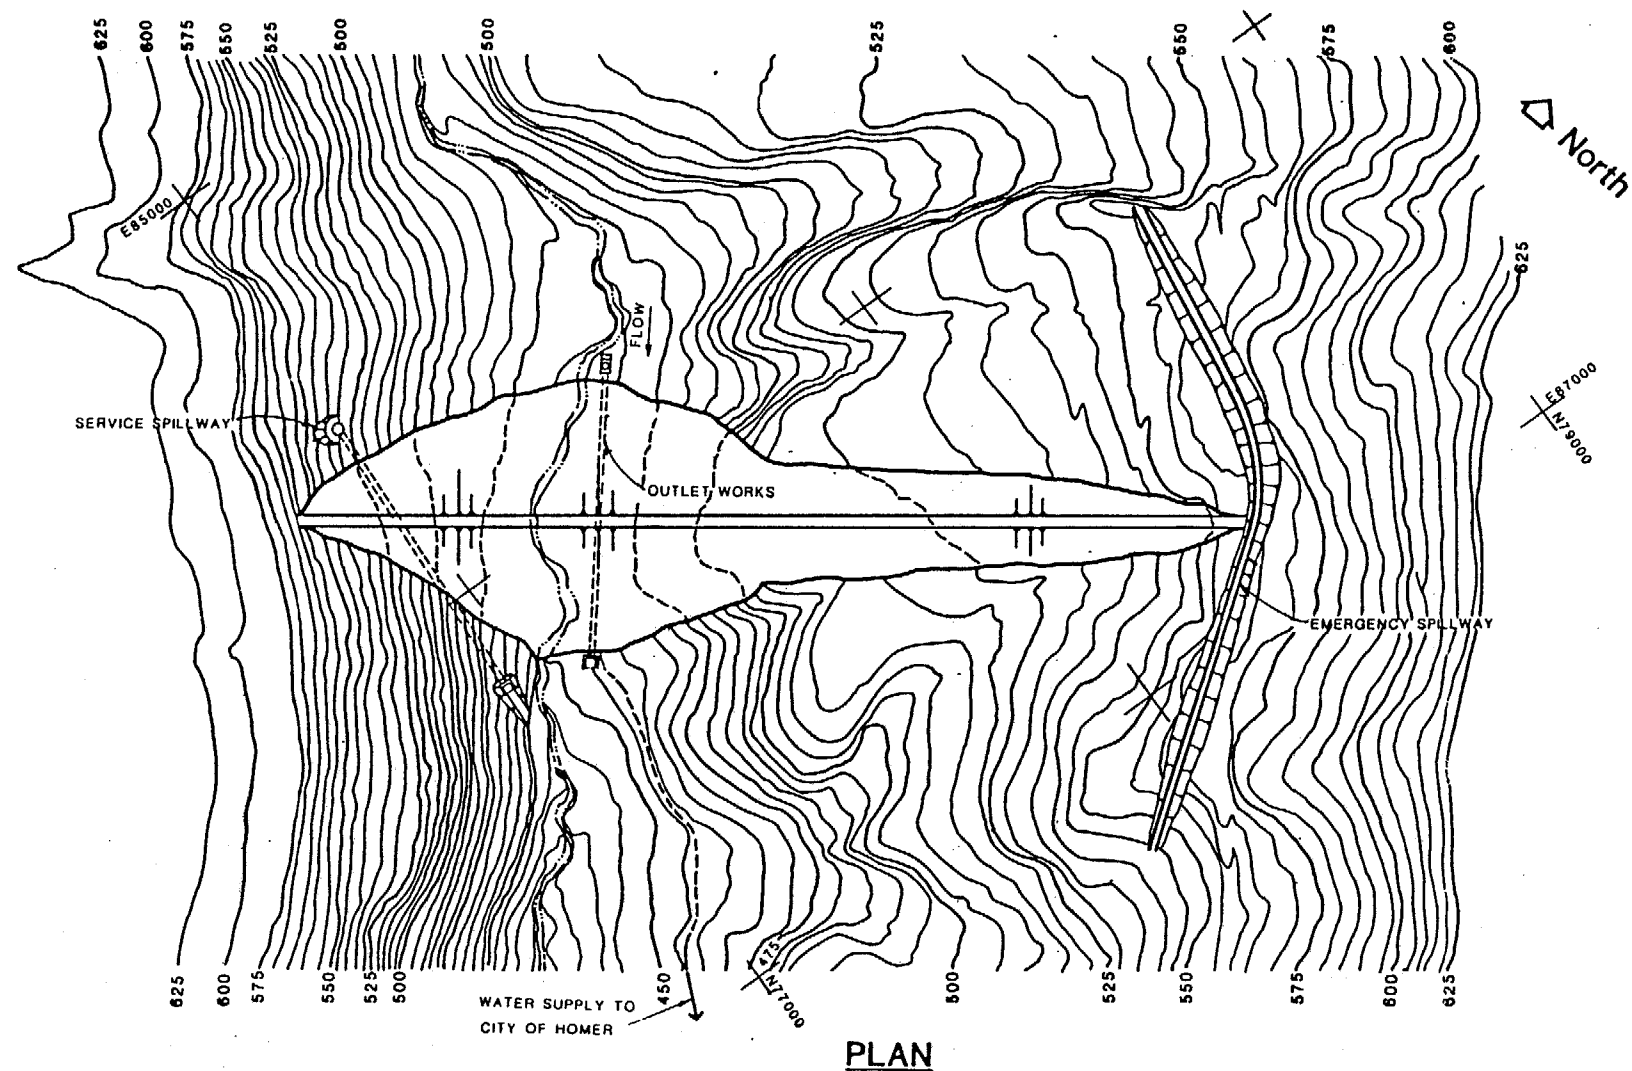 625
600
575
550
525
500
500
525
550
575
600
North
E85000
625
FLOW
E87000
N79000
SERVICE SPILLWAY
OUTLET WORKS
EMERGENCY SPILLWAY
475
N77000
625
600
575
550
525
500
450
500
525
550
575
600
625
WATER SUPPLY TO
CITY OF HOMER
PLAN